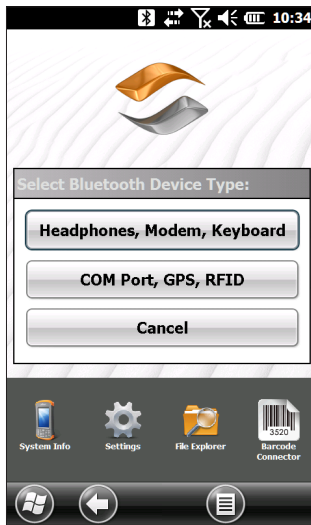 10:34
Select Bluetooth Device Type:
Headphones, Modem, Keyboard
COM Port, GPS, RFID
Cancel
3520
System Info Settings File Explorer Barcode
Connector